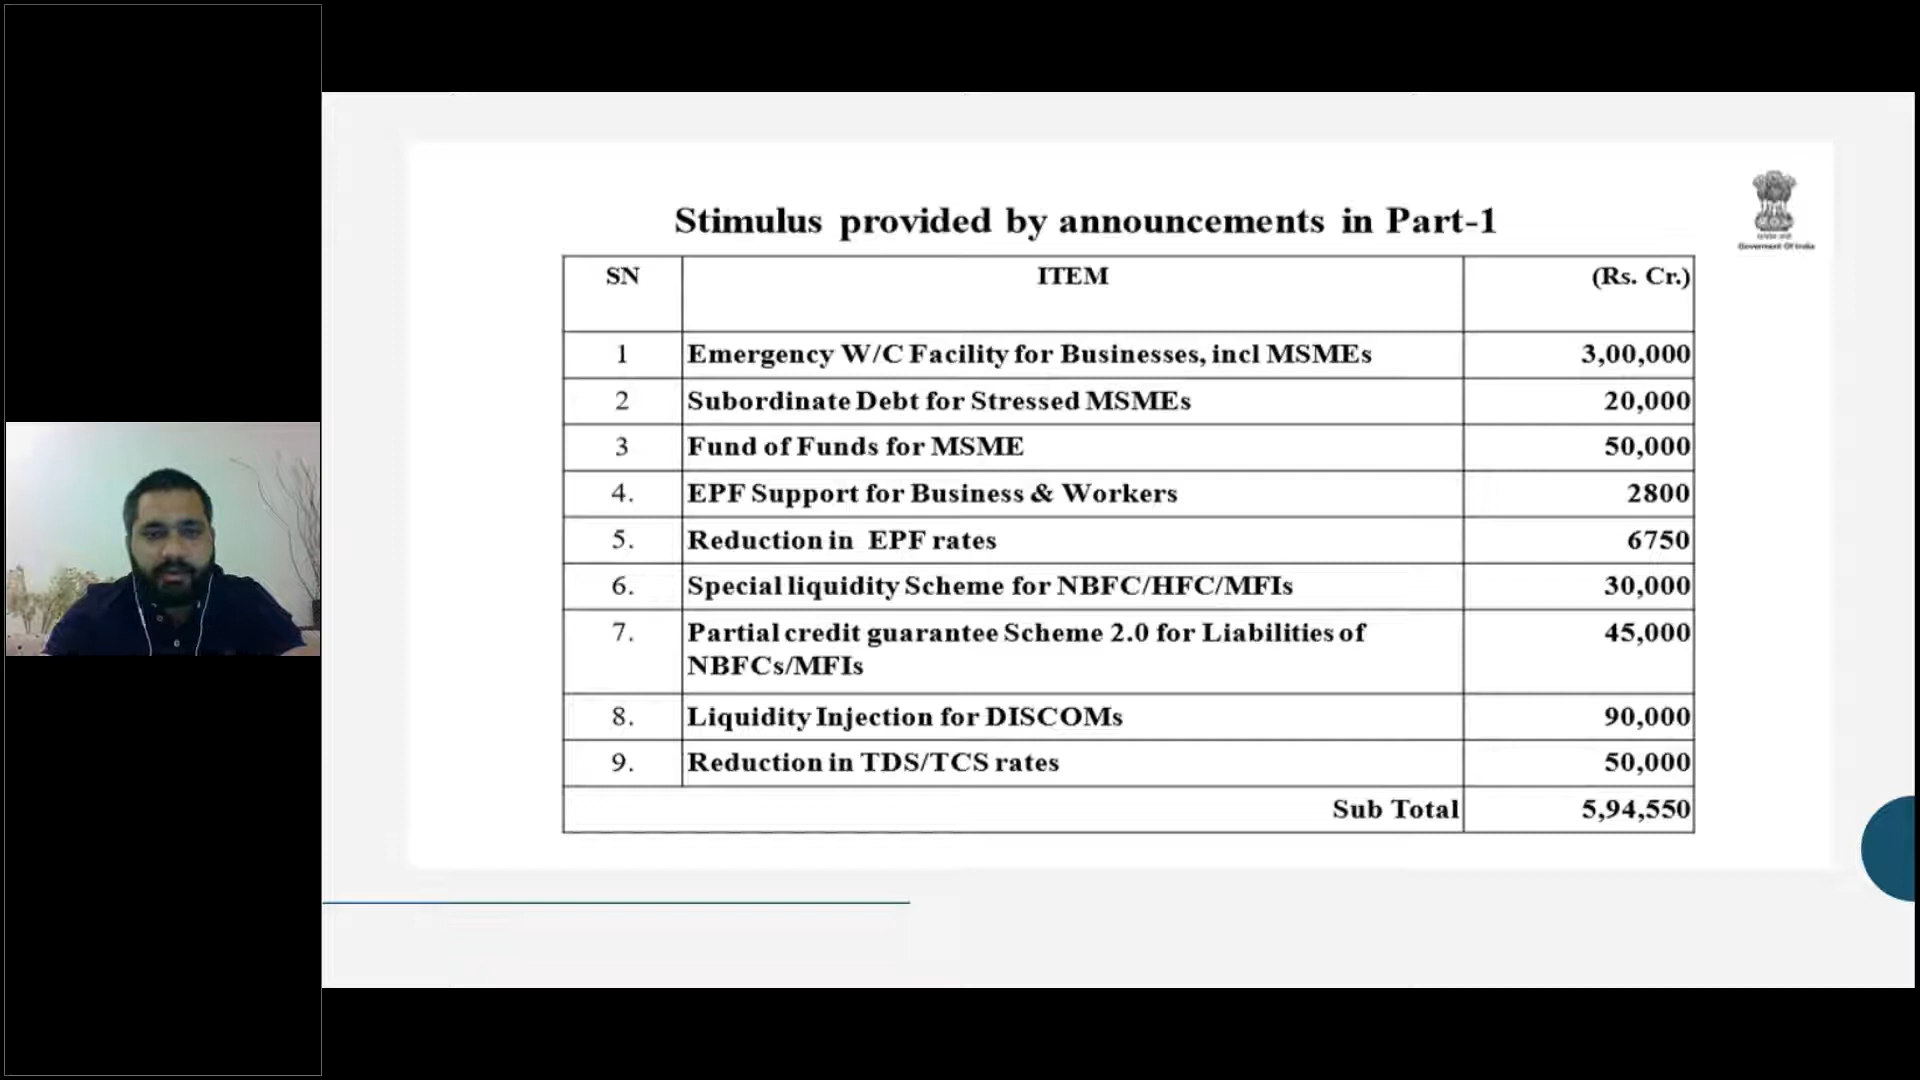 Stimulus provided by announcements in Part-1
Government Of India
SN ITEM (Rs. Cr.)
1 Emergency W/C Facility for Businesses, incl MSMEs 3,00,000
2 Subordinate Debt for Stressed MSMEs 20,000
3 Fund of Funds for MSME 50,000
4. EPF Support for Business & Workers 2800
5. Reduction in EPF rates 6750
6. Special liquidity Scheme for NBFC/HFC/MFIs 30,000
7. Partial credit guarantee Scheme 2.0 for Liabilities of 45,000
NBFCs/MFIs
8. Liquidity Injection for DISCOMs 90,000
9. Reduction in TDS/TCS rates 50,000
Sub Total 5,94,550